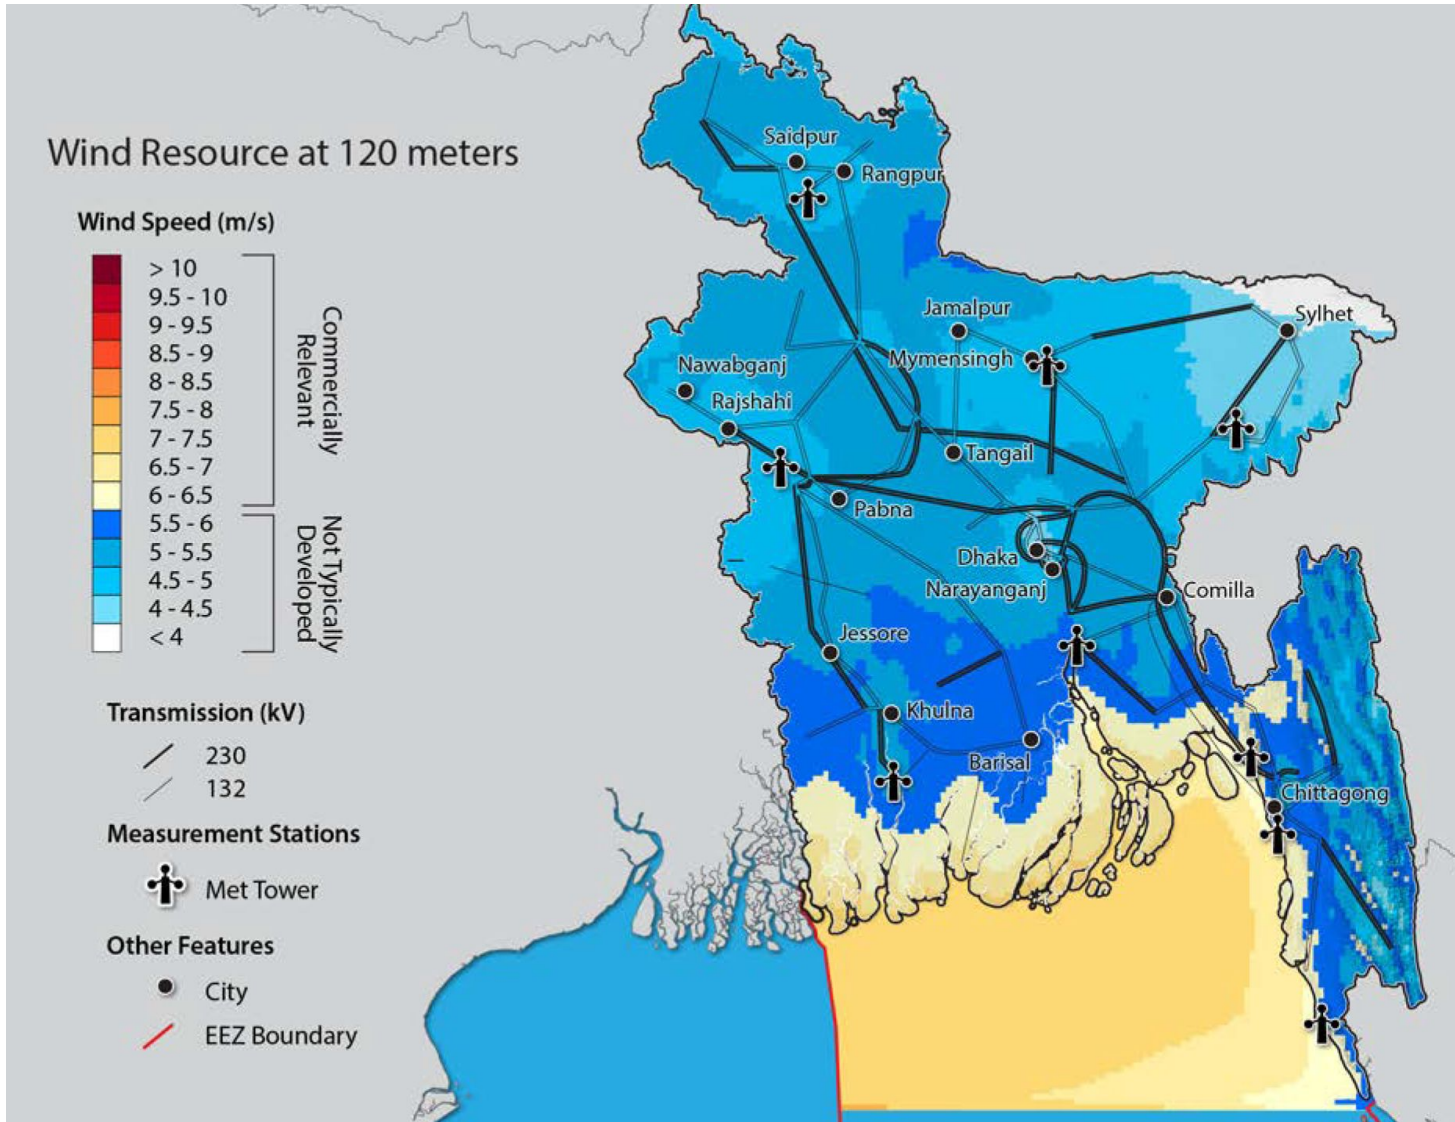 Wind Resource at 120 meters
Wind Speed (m/s)
> 10
9.5 - 10
9 - 9.5
8.5 - 9
8 - 8.5
7.5 - 8
7 - 7.5
6.5 - 7
6 - 6.5
5.5 - 6
5 - 5.5
4.5 - 5
4 - 4.5
< 4
Commercially
Relevant
Not Typically
Developed
Transmission (kV)
230
132
Measurement Stations
Met Tower
Other Features
City
EEZ Boundary
Saidpur
Rangpur
Jamalpur
Sylhet
Mymensingh
Nawabganj
Rajshahi
Tangail
Pabna
Dhaka
Narayanganj
Comilla
Jessore
Khulna
Barisal
Chittagong